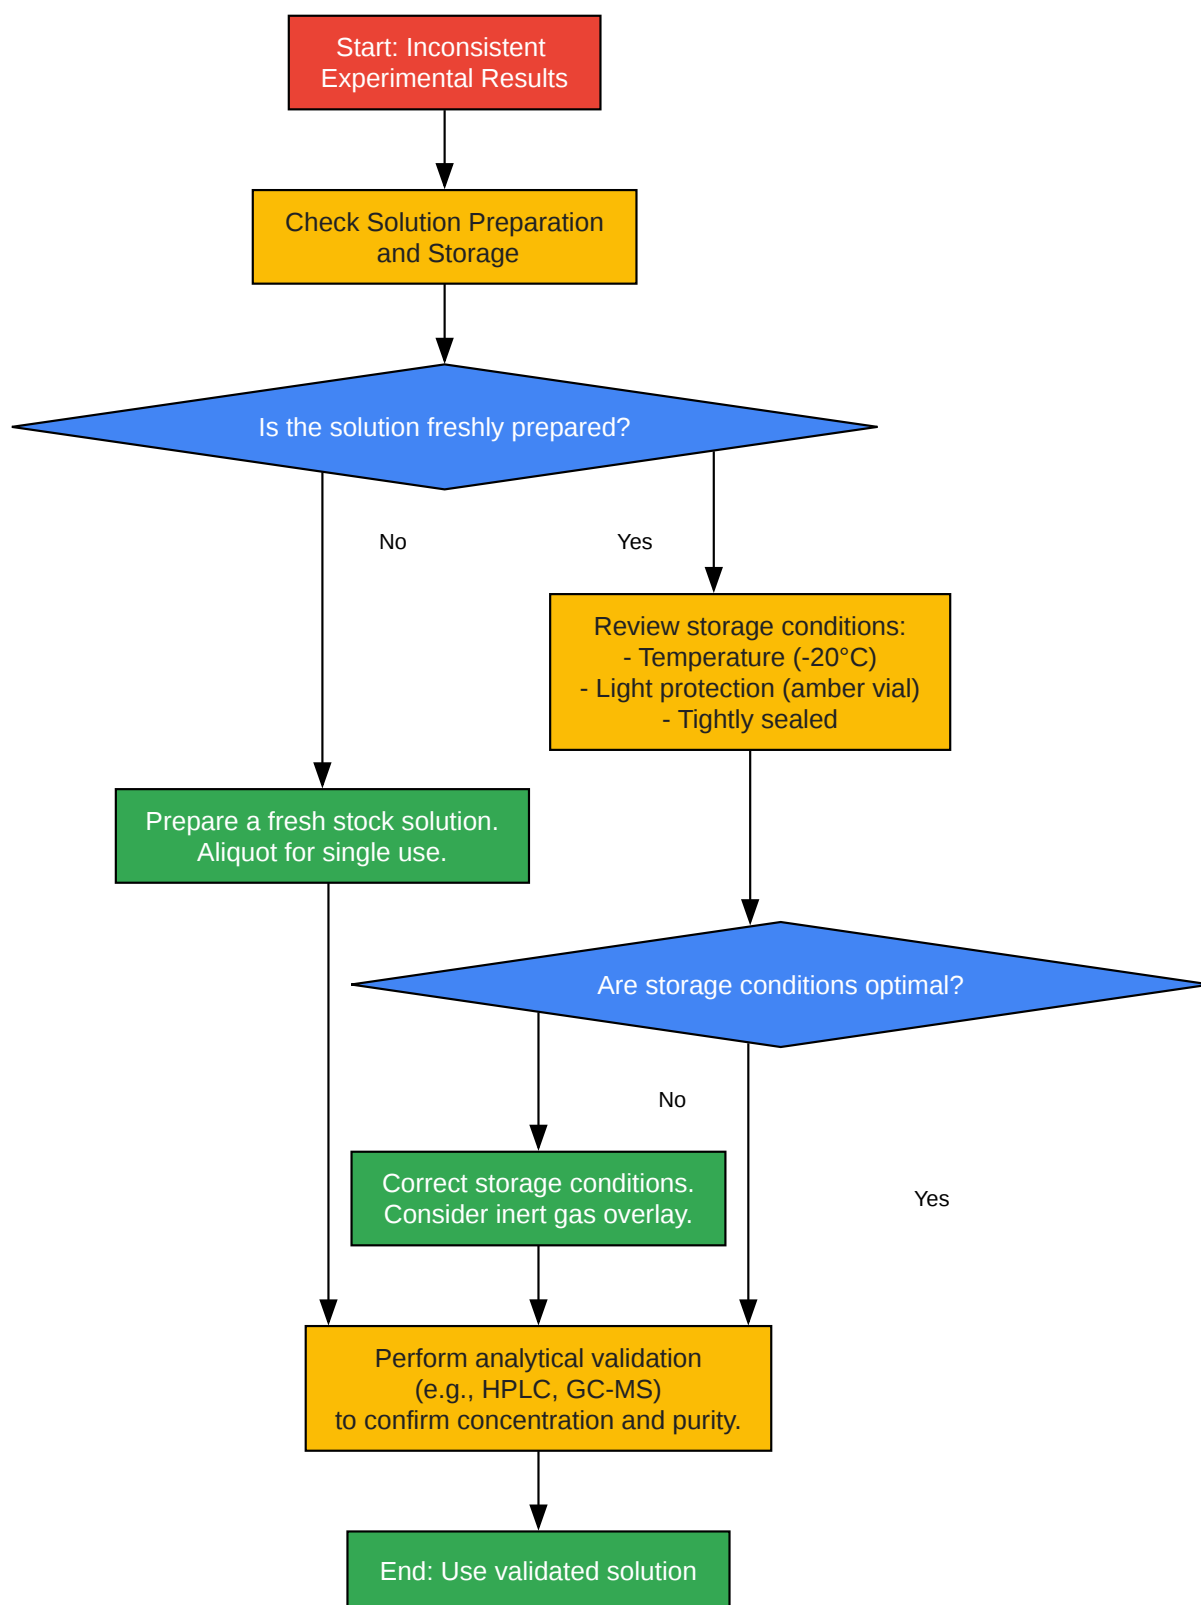 Start: Inconsistent
Experimental Results
Check Solution Preparation
and Storage
Is the solution freshly prepared?
No
Yes
Review storage conditions:
- Temperature (-20°C)
- Light protection (amber vial)
- Tightly sealed
Prepare a fresh stock solution.
Aliquot for single use.
Are storage conditions optimal?
No
Correct storage conditions.
Consider inert gas overlay.
Yes
Perform analytical validation
(e.g., HPLC, GC-MS)
to confirm concentration and purity.
End: Use validated solution